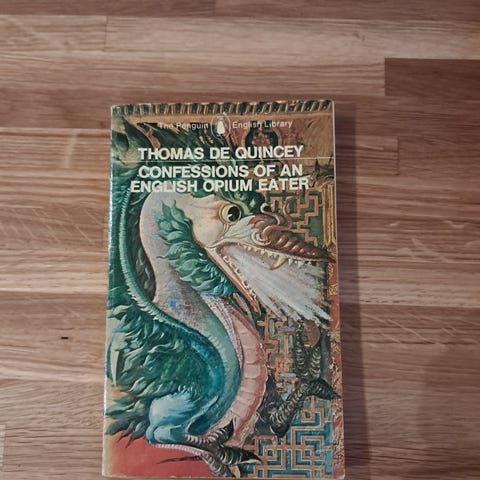 The Penguin English Library
THOMAS DE QUINCEY
CONFESSIONS OF AN
ENGLISH OPIUM EATER